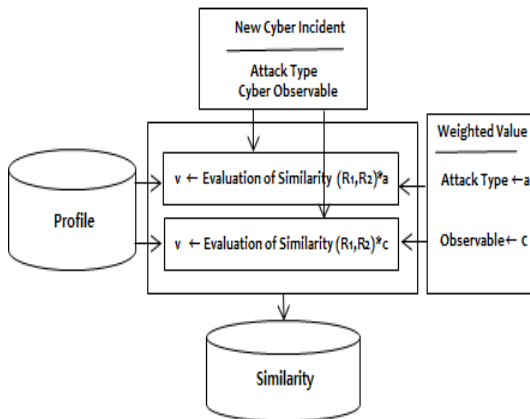 New Cyber Incident
Attack Type
Cyber Observable
Weighted Value
v ← Evaluation of Similarity (R1,R2)*a
Attack Type ←a
Profile
v ← Evaluation of Similarity (R1,R2)*c
Observable← C
Similarity